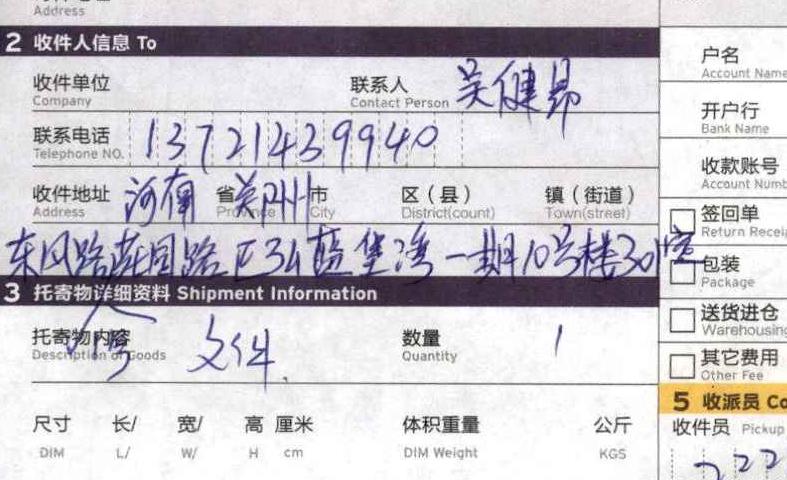 Address
2 收件人信息 To
收件单位 联系人 吴健昂
Company Contact Person
联系电话 13721439940
Telephone NO.
收件地址 河南 省 郑州 市 区（县） 镇（街道）
Address Province City District(count) Town(street)
东风路 园路 34 蓝堡湾一期10号楼301室
3 托寄物详细资料 Shipment Information
托寄物内容 文件 数量 1
Description of Goods Quantity
尺寸 长/ 宽/ 高 厘米 体积重量 公斤
DIM L/ W/ H cm DIM Weight KGS
户名
Account Name
开户行
Bank Name
收款账号
Account Numb
签回单
Return Recei
包装
Package
送货进仓
Warehousing
其它费用
Other Fee
5 收派员 Co
收件员 Pickup
222